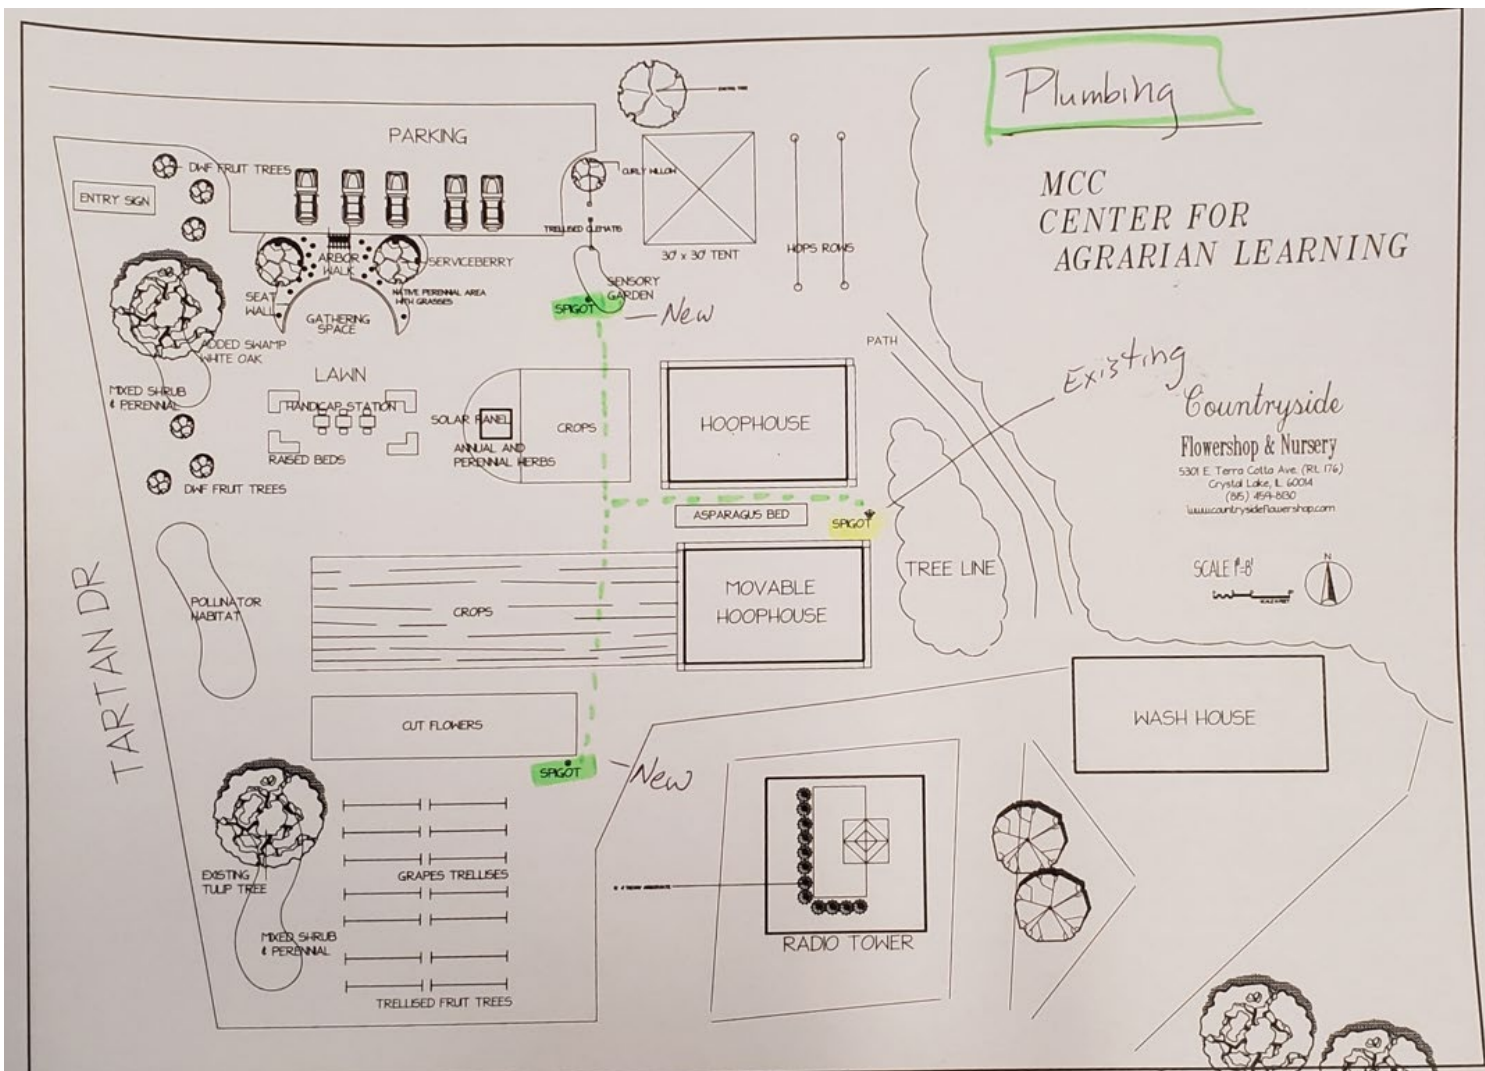 Plumbing
MCC
CENTER FOR
AGRARIAN LEARNING
PARKING
DWF FRUIT TREES
ENTRY SIGN
CURLY WILLOW
TRELLISED CLEMATIS
30' x 30' TENT
HOPS ROWS
ARBOR
WALK
SERVICEBERRY
SEAT
WALL
NATIVE PERENNIAL AREA
WITH GRASSES
GATHERING
SPACE
SENSORY
GARDEN
SPIGOT
New
ADDED SWAMP
WHITE OAK
PATH
Existing
LAWN
MIXED SHRUB
& PERENNIAL
HANDICAP STATION
RAISED BEDS
SOLAR PANEL
CROPS
ANNUAL AND
PERENNIAL HERBS
HOOPHOUSE
DWF FRUIT TREES
Countryside
Flowershop & Nursery
5301 E. Terra Cotta Ave. (Rt. 176)
Crystal Lake, IL 60014
(815) 459-8130
www.countrysideflowershop.com
ASPARAGUS BED
SPIGOT
TREE LINE
SCALE 1"=8'
N
TARTAN DR
POLLINATOR
HABITAT
CROPS
MOVABLE
HOOPHOUSE
CUT FLOWERS
WASH HOUSE
SPIGOT
New
EXISTING
TULIP TREE
GRAPES TRELLISES
MIXED SHRUB
& PERENNIAL
RADIO TOWER
TRELLISED FRUIT TREES